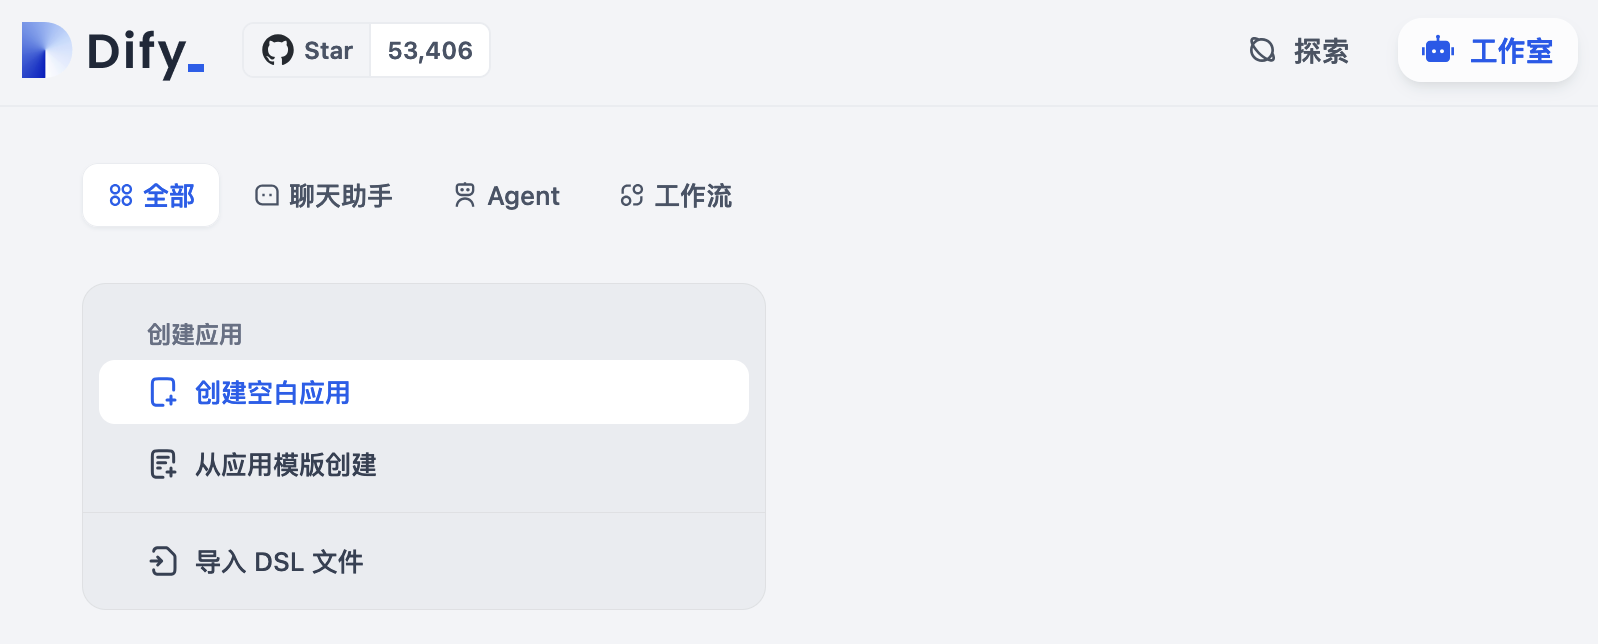 Dify_ Star 53,406 探索 工作室
全部 聊天助手 Agent 工作流
创建应用
创建空白应用
从应用模版创建
导入 DSL 文件